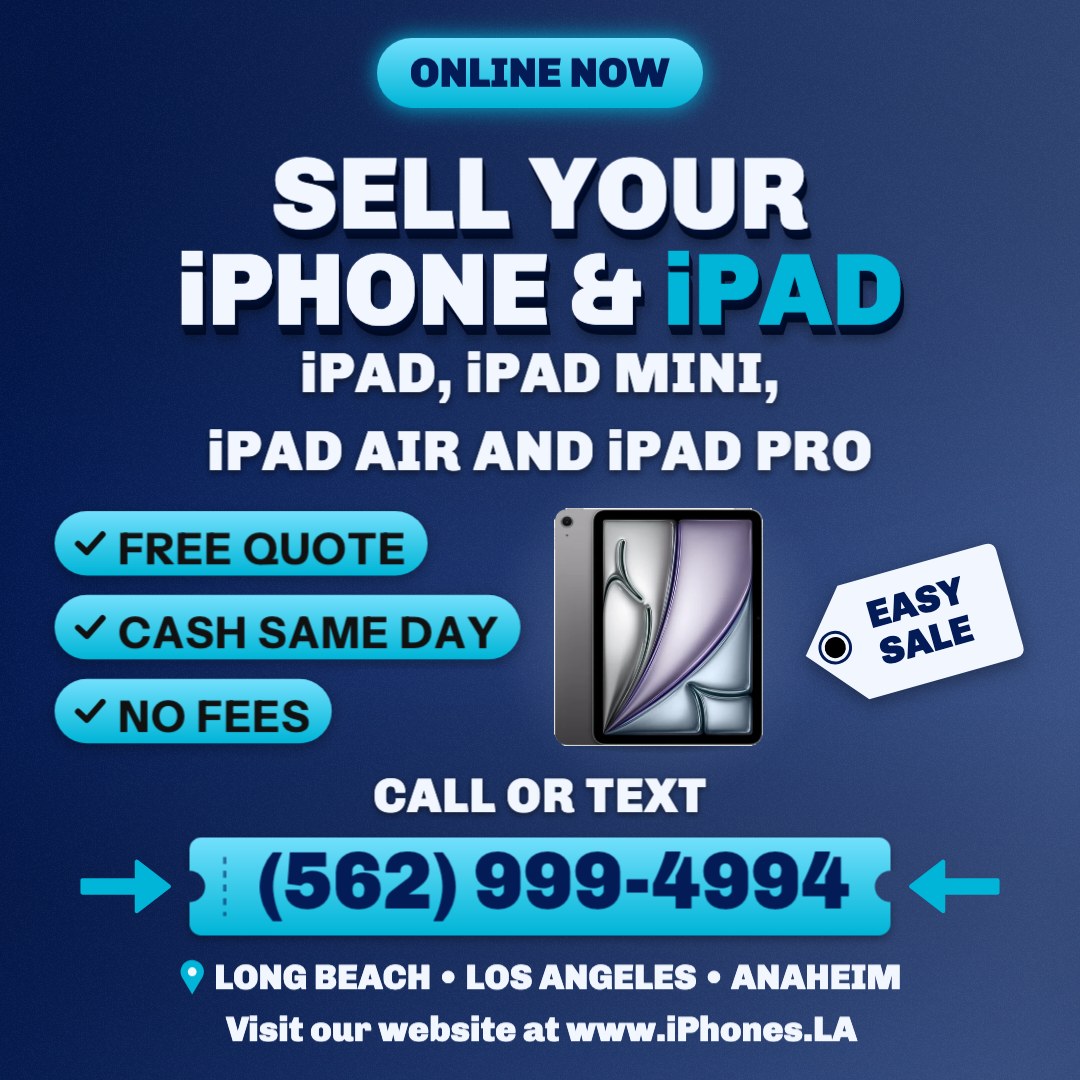 ONLINE NOW
SELL YOUR
iPHONE & iPAD
iPAD, iPAD MINI,
iPAD AIR AND iPAD PRO
✓ FREE QUOTE
✓ CASH SAME DAY
✓ NO FEES
EASY
SALE
CALL OR TEXT
(562) 999-4994
LONG BEACH • LOS ANGELES • ANAHEIM
Visit our website at www.iPhones.LA